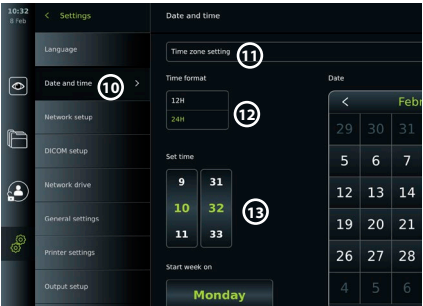 10:32
8 Feb
Settings
Language
Date and time
10
Network setup
DICOM setup
Network drive
General settings
Printer settings
Output setup
Date and time
Time zone setting
11
Time format
12H
24H
12
Set time
9 31
10 32
11 33
13
Start week on
Monday
Date
Febr
29 30 31
5 6 7
12 13 14
19 20 21
26 27 28
4 5 6